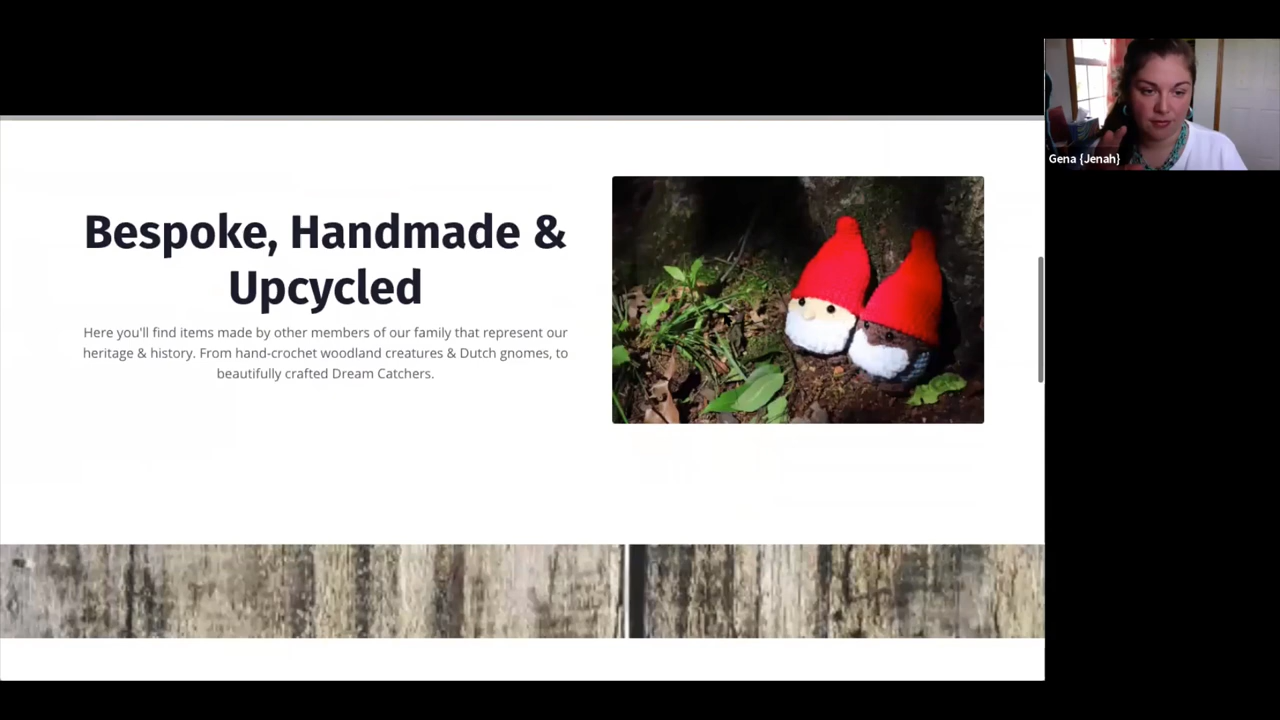 Bespoke, Handmade &
Upcycled
Here you'll find items made by other members of our family that represent our
heritage & history. From hand-crochet woodland creatures & Dutch gnomes, to
beautifully crafted Dream Catchers.
Gena {Jenah}